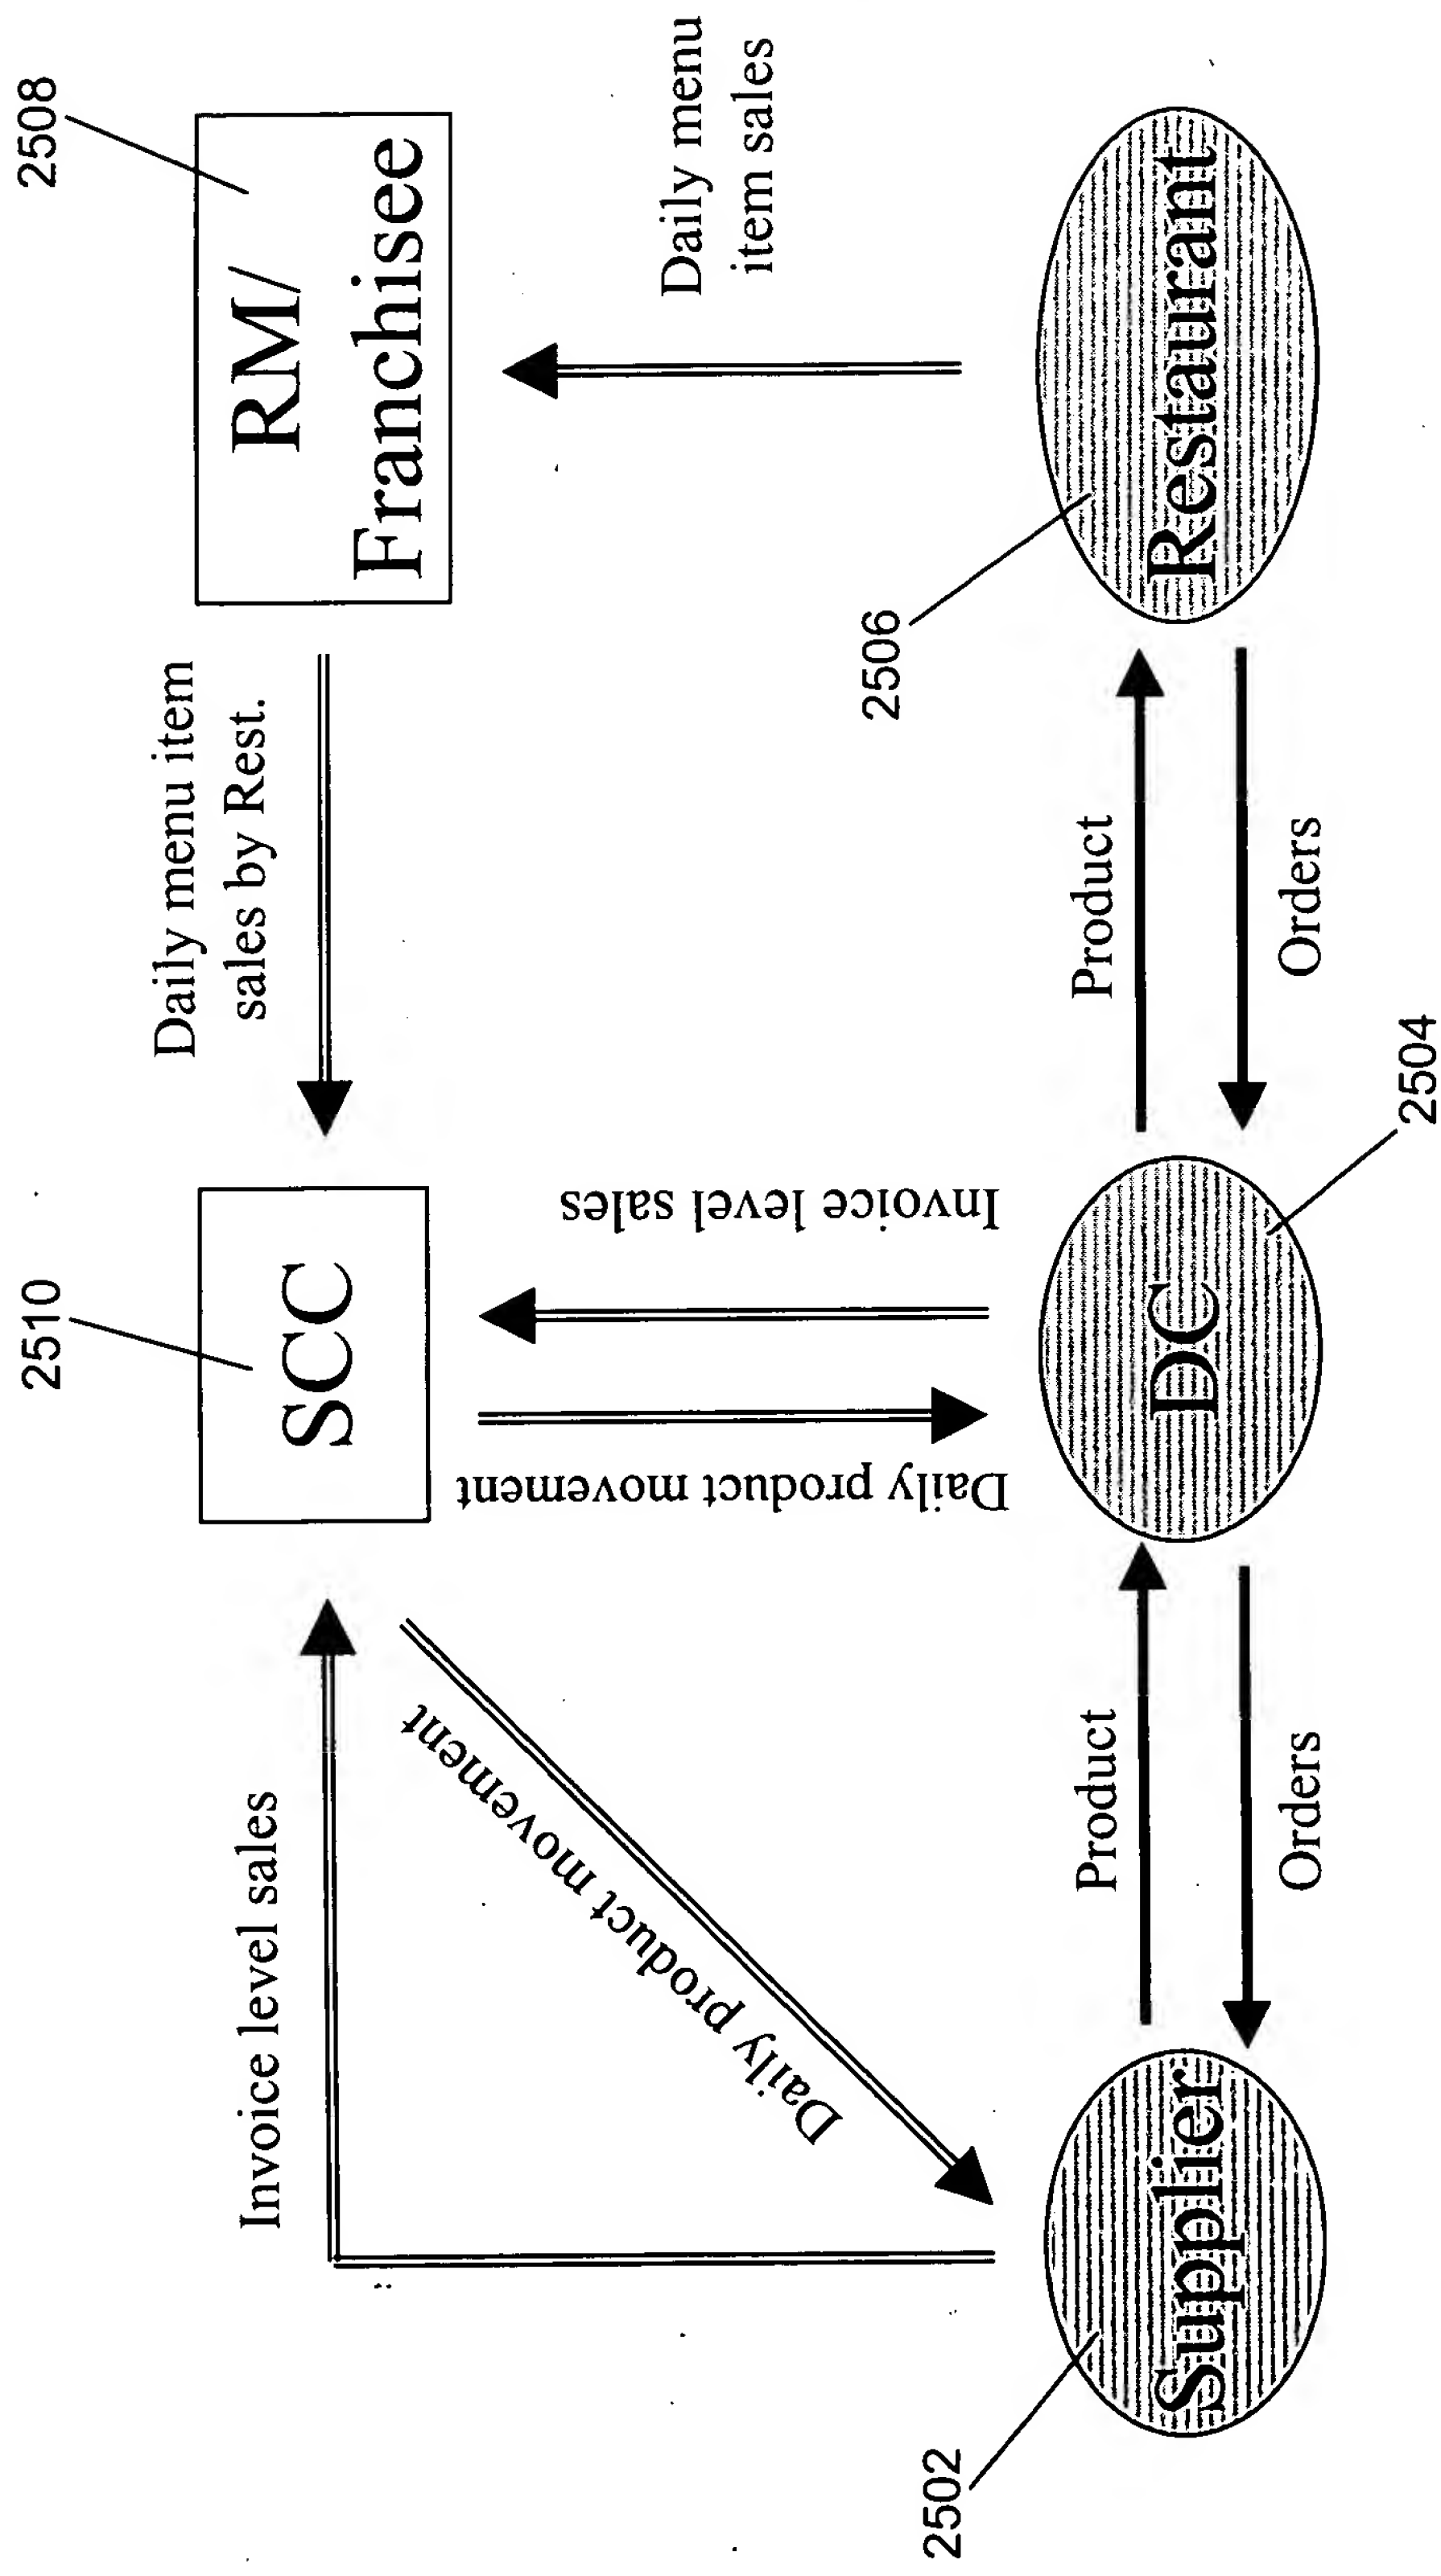 2510
2508
Invoice level sales
Daily menu item
sales by Rest.
SCC
RM/
Franchisee
Daily product movement
Daily product movement
Invoice level sales
Daily menu
item sales
2502
2506
Supplier
Product
Orders
DC
Product
Orders
Restaurant
2504